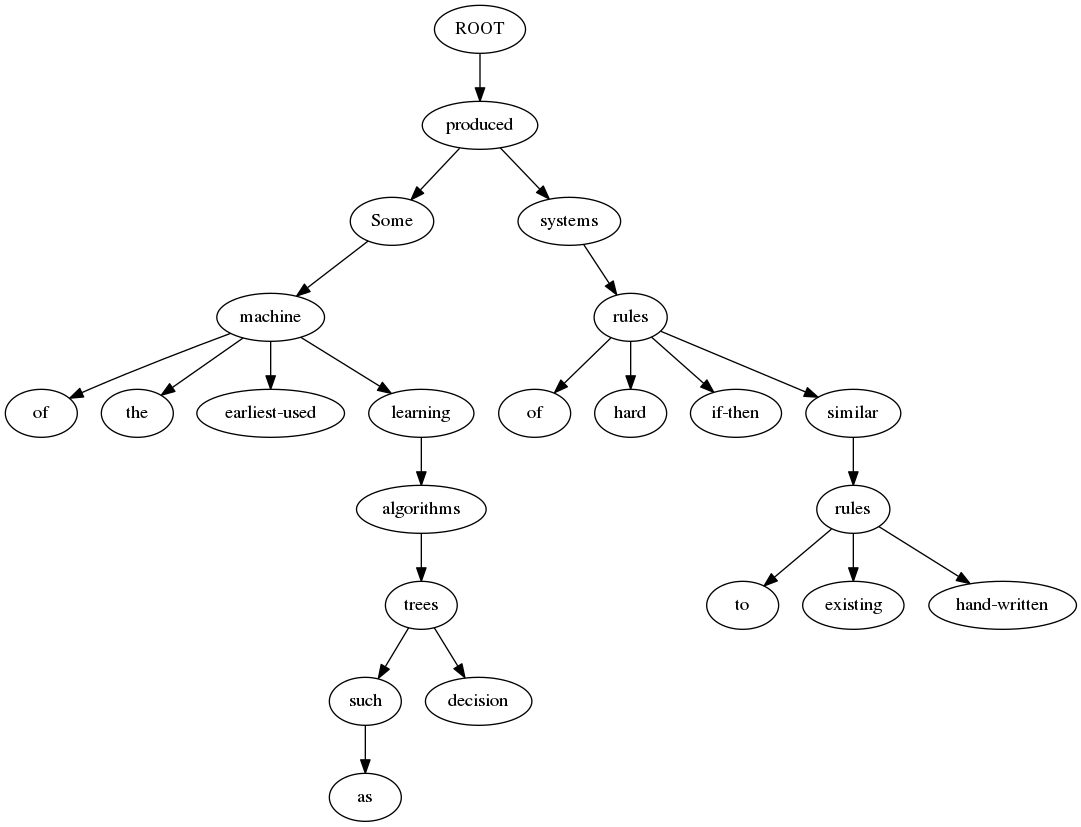 ROOT
produced
Some systems
machine rules
of the earliest-used learning of hard if-then similar
algorithms rules
trees to existing hand-written
such decision
as